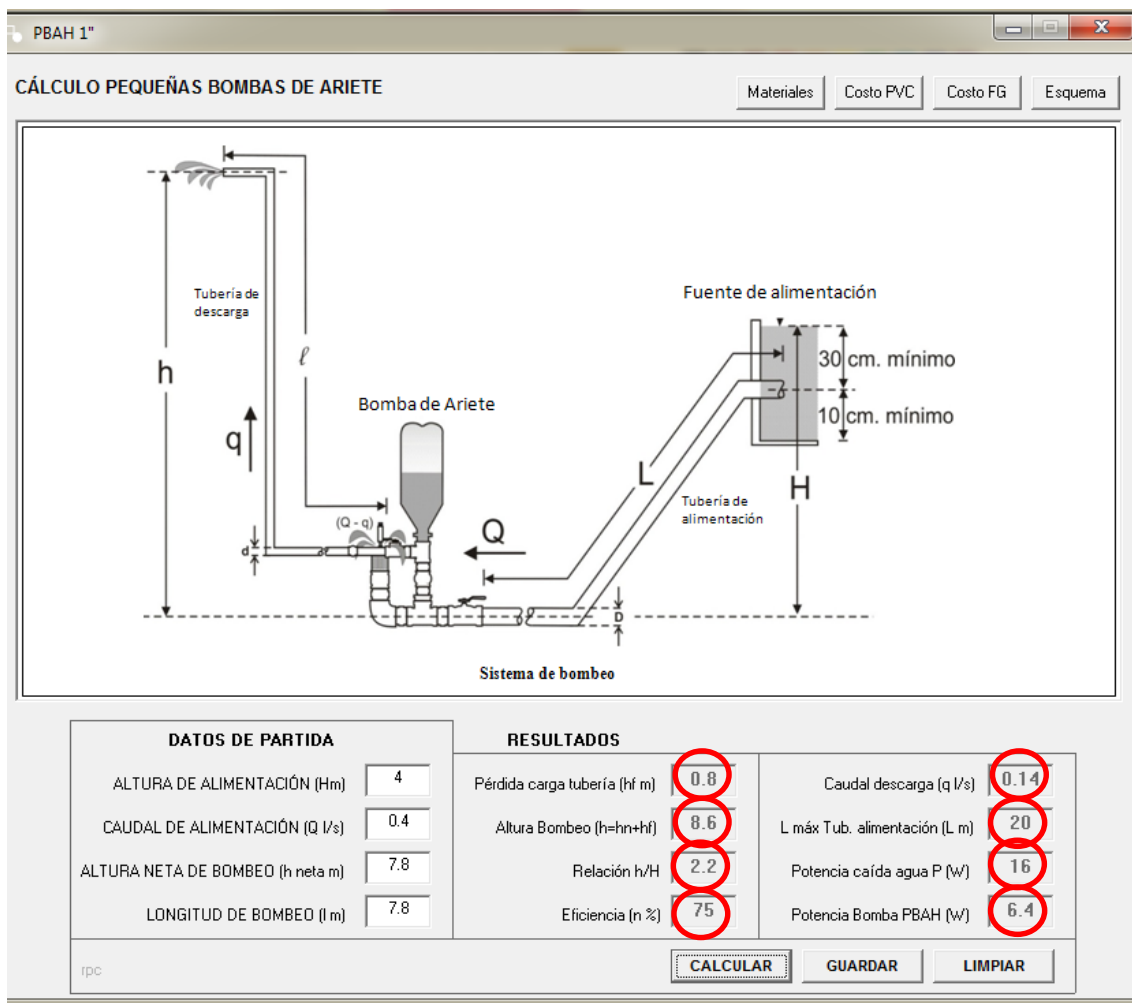 PBAH 1"
CÁLCULO PEQUEÑAS BOMBAS DE ARIETE
Materiales
Costo PVC
Costo FG
Esquema
Tubería de
descarga
h
ℓ
q
Bomba de Ariete
(Q - q)
d
Q
D
L
Fuente de alimentación
30 cm. mínimo
10 cm. mínimo
H
Tubería de
alimentación
Sistema de bombeo
DATOS DE PARTIDA
ALTURA DE ALIMENTACIÓN (Hm) 4
CAUDAL DE ALIMENTACIÓN (Q l/s) 0.4
ALTURA NETA DE BOMBEO (h neta m) 7.8
LONGITUD DE BOMBEO (l m) 7.8
RESULTADOS
Pérdida carga tubería (hf m) 0.8
Altura Bombeo (h=hn+hf) 8.6
Relación h/H 2.2
Eficiencia (n %) 75
Caudal descarga (q l/s) 0.14
L máx Tub. alimentación (L m) 20
Potencia caída agua P (W) 16
Potencia Bomba PBAH (W) 6.4
rpc
CALCULAR
GUARDAR
LIMPIAR